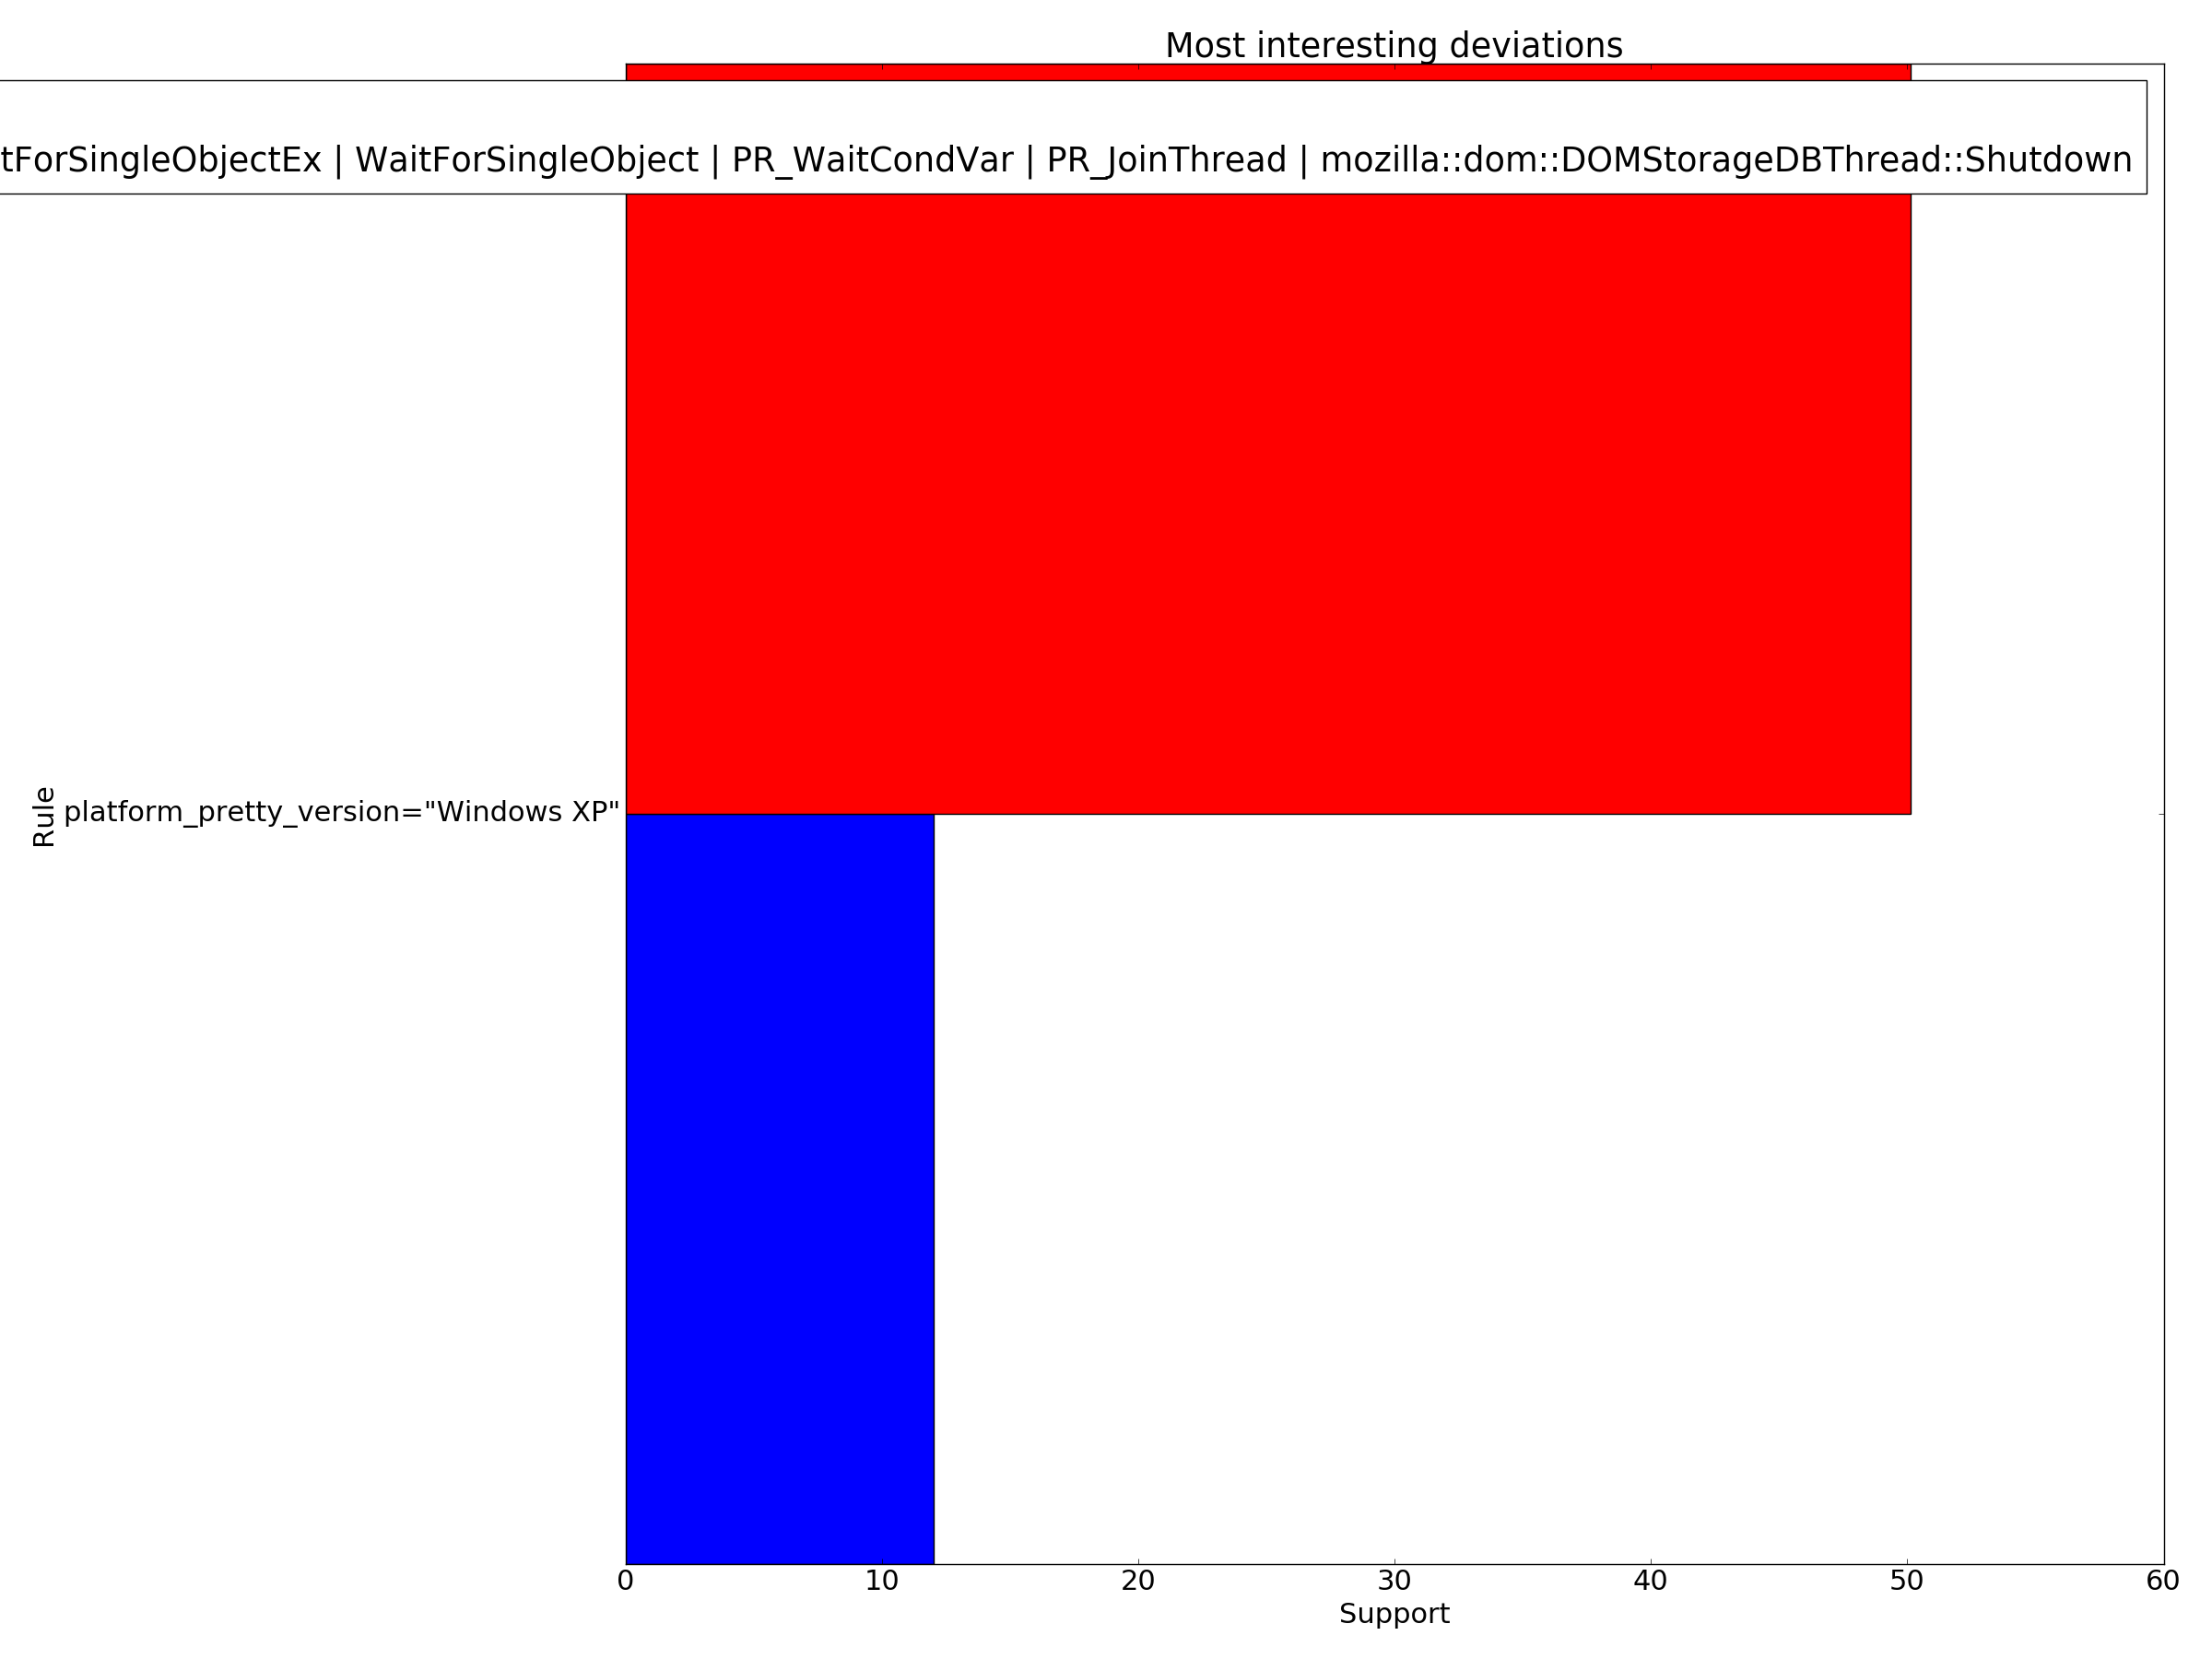 Most interesting deviations
tForSingleObjectEx | WaitForSingleObject | PR_WaitCondVar | PR_JoinThread | mozilla::dom::DOMStorageDBThread::Shutdown
Rule
platform_pretty_version="Windows XP"
0 10 20 30 40 50 60
Support